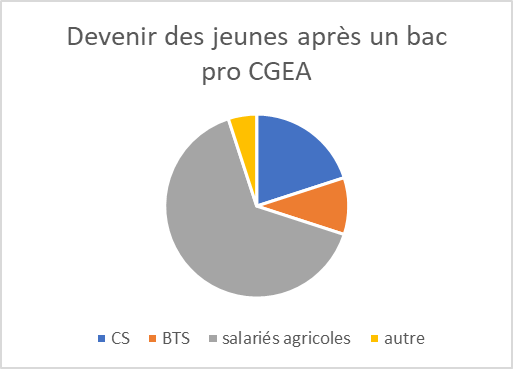 Devenir des jeunes après un bac
pro CGEA
CS BTS salariés agricoles autre